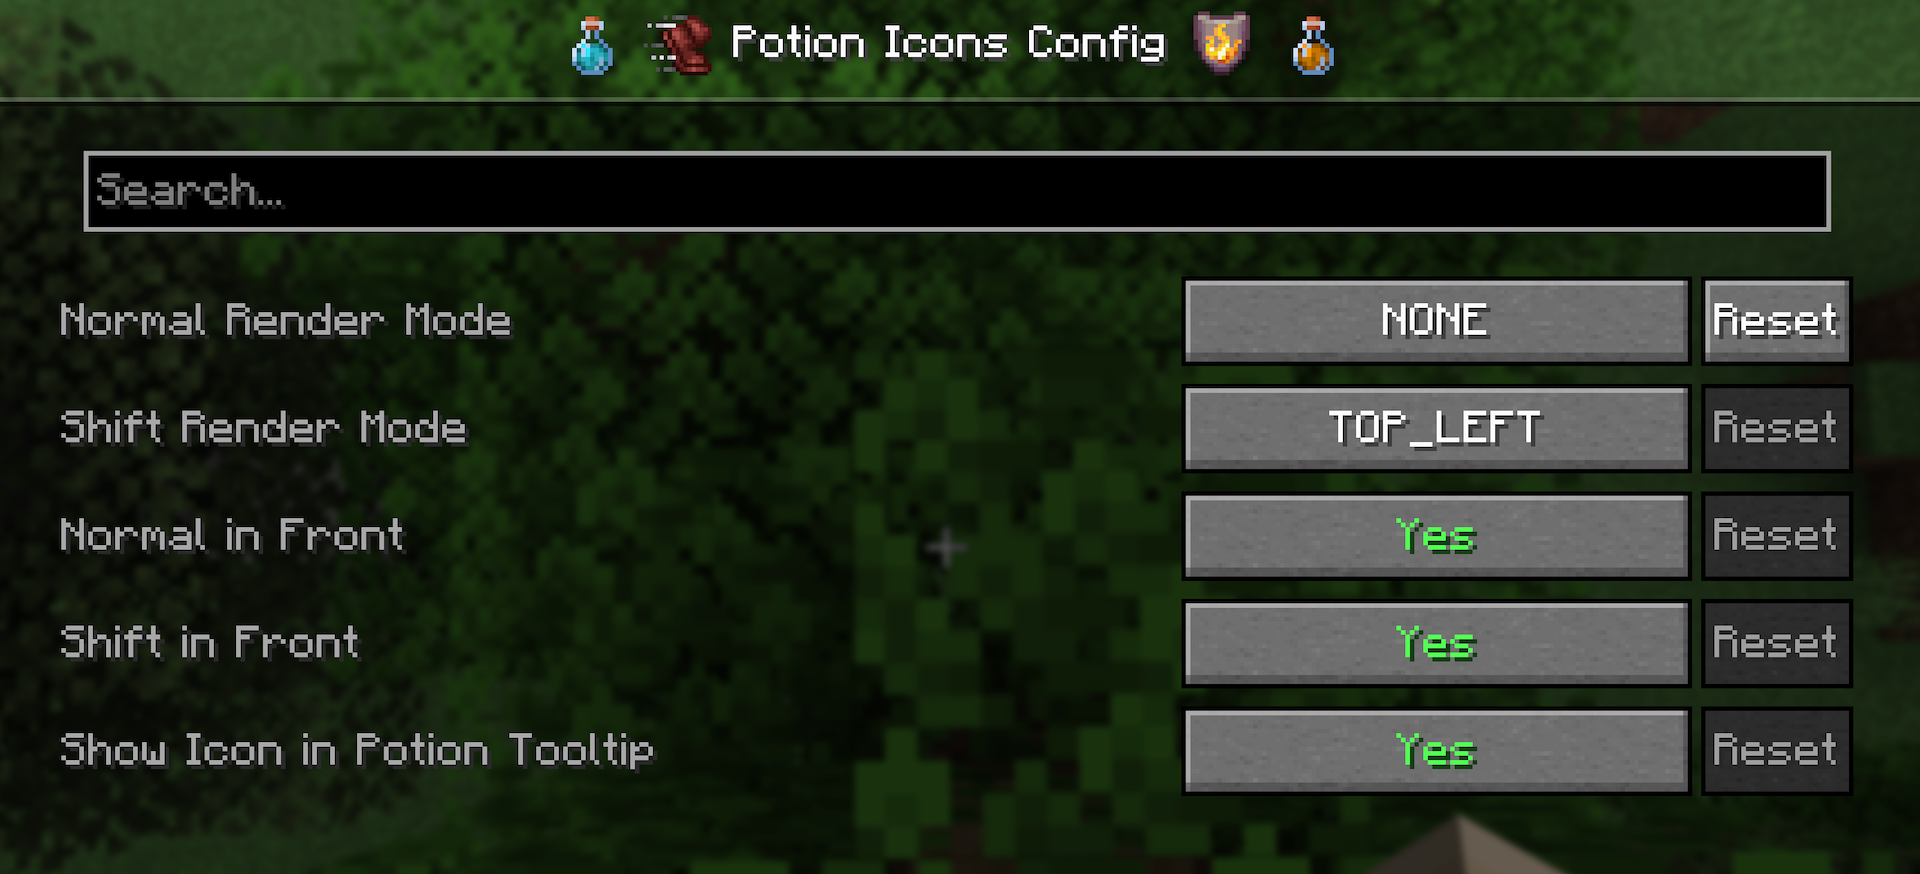 Potion Icons Config
Search...
Normal Render Mode NONE Reset
Shift Render Mode TOP_LEFT Reset
Normal in Front Yes Reset
Shift in Front Yes Reset
Show Icon in Potion Tooltip Yes Reset